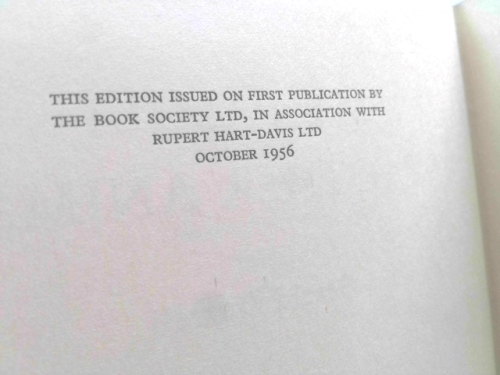 THIS EDITION ISSUED ON FIRST PUBLICATION BY
THE BOOK SOCIETY LTD, IN ASSOCIATION WITH
RUPERT HART-DAVIS LTD
OCTOBER 1956